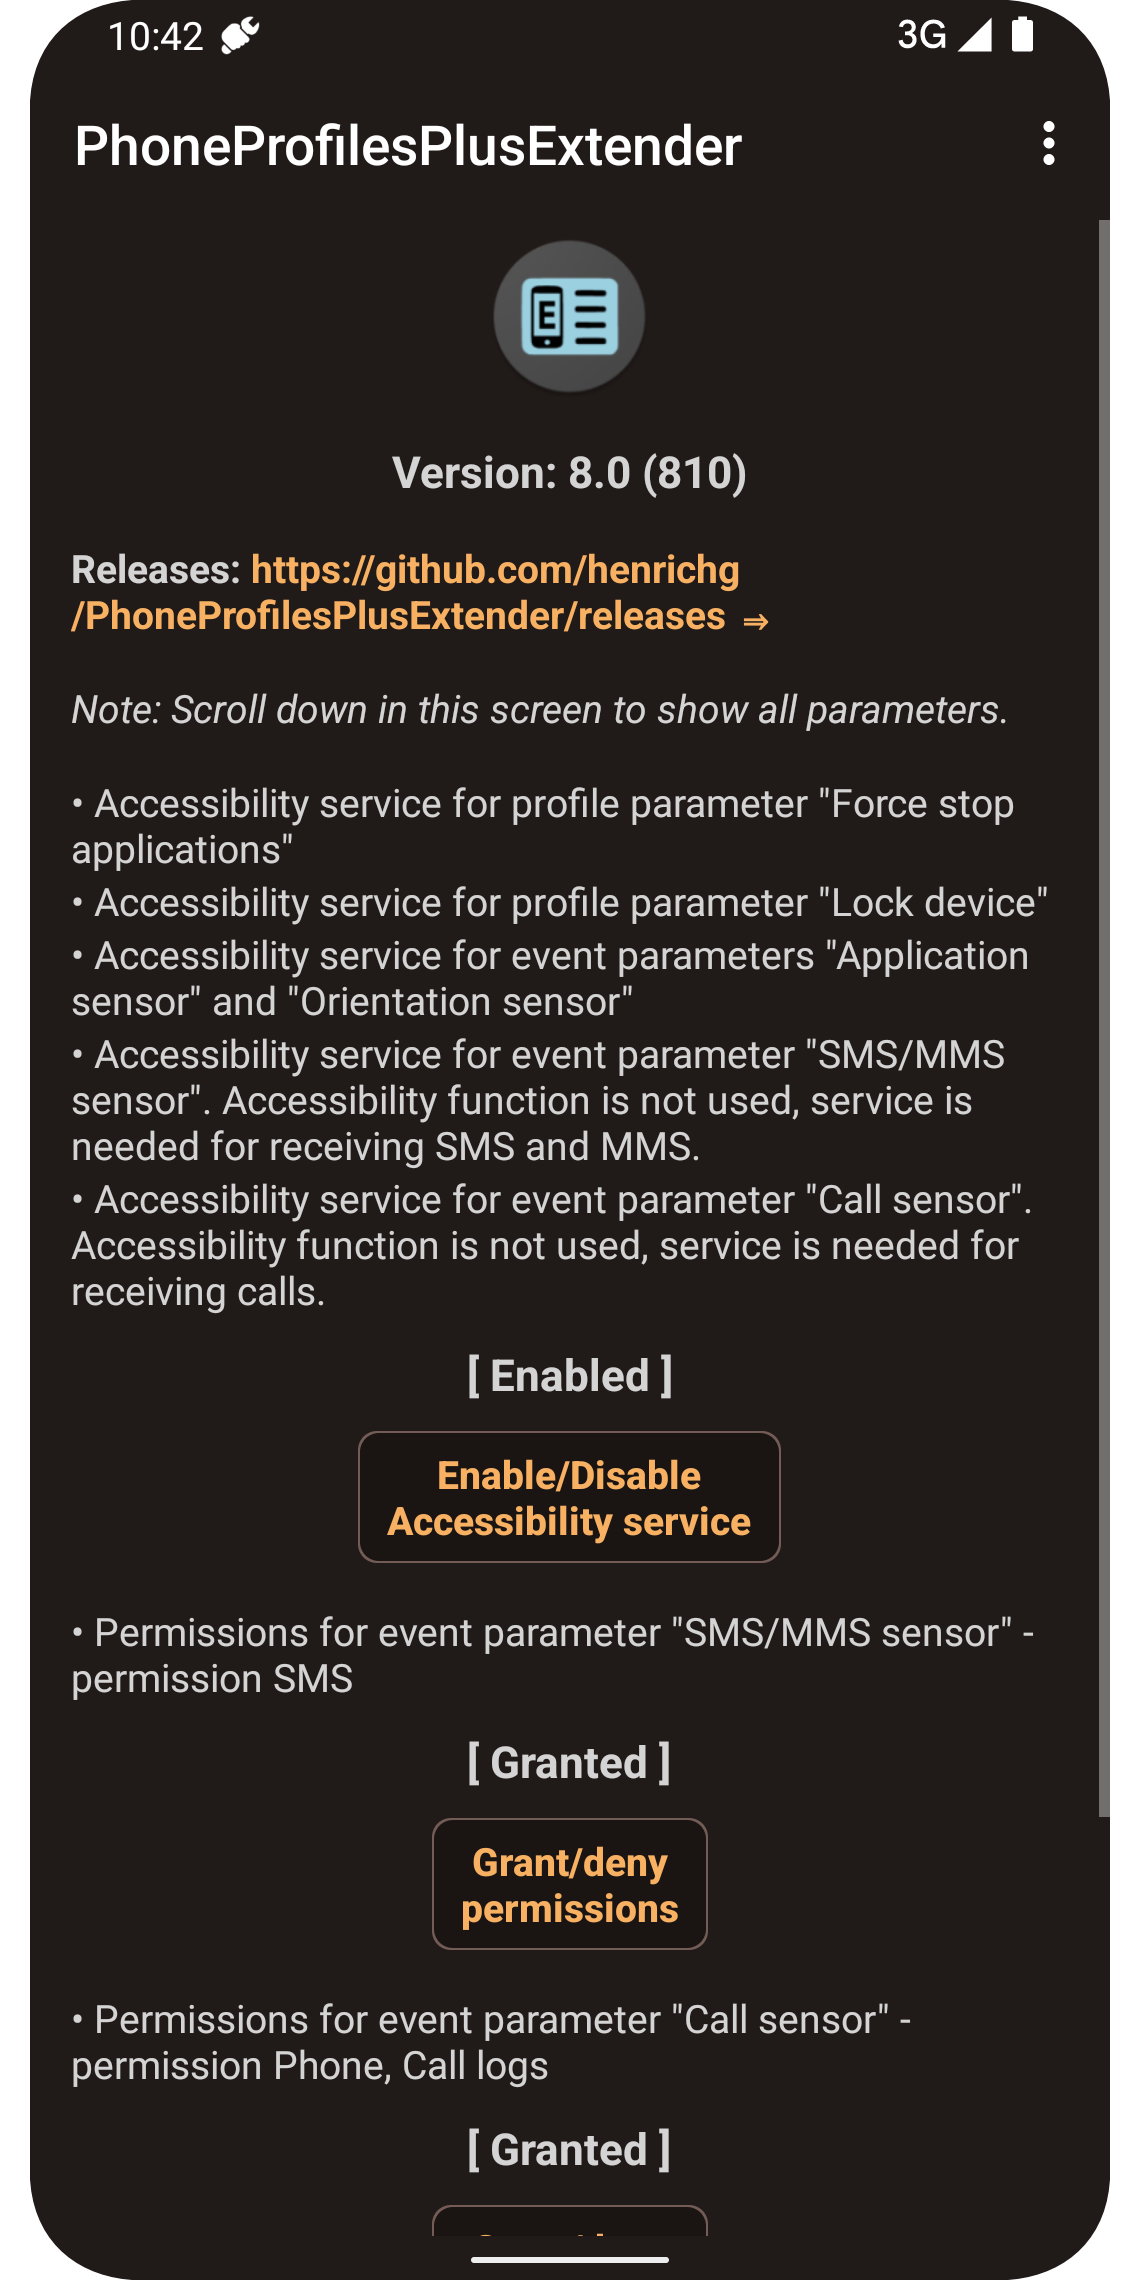 10:42
3G
PhoneProfilesPlusExtender
E
Version: 8.0 (810)
Releases: https://github.com/henrichg
/PhoneProfilesPlusExtender/releases ⇒
Note: Scroll down in this screen to show all parameters.
• Accessibility service for profile parameter "Force stop
applications"
• Accessibility service for profile parameter "Lock device"
• Accessibility service for event parameters "Application
sensor" and "Orientation sensor"
• Accessibility service for event parameter "SMS/MMS
sensor". Accessibility function is not used, service is
needed for receiving SMS and MMS.
• Accessibility service for event parameter "Call sensor".
Accessibility function is not used, service is needed for
receiving calls.
[ Enabled ]
Enable/Disable
Accessibility service
• Permissions for event parameter "SMS/MMS sensor" -
permission SMS
[ Granted ]
Grant/deny
permissions
• Permissions for event parameter "Call sensor" -
permission Phone, Call logs
[ Granted ]